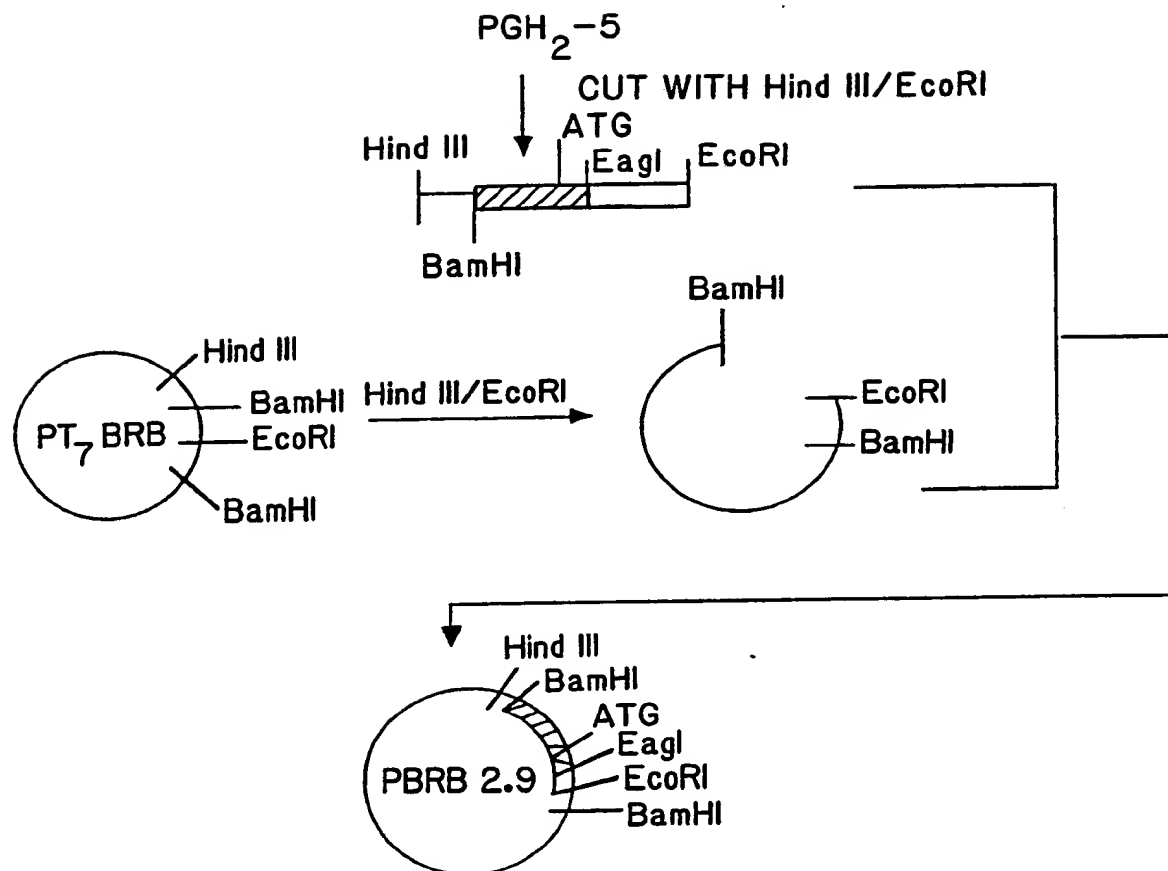 PGH2-5
CUT WITH Hind III/EcoRI
ATG
Hind III
EagI
EcoRI
BamHI
BamHI
Hind III
BamHI
EcoRI
PT7 BRB
BamHI
Hind III/EcoRI
EcoRI
BamHI
Hind III
BamHI
ATG
EagI
EcoRI
BamHI
PBRB 2.9